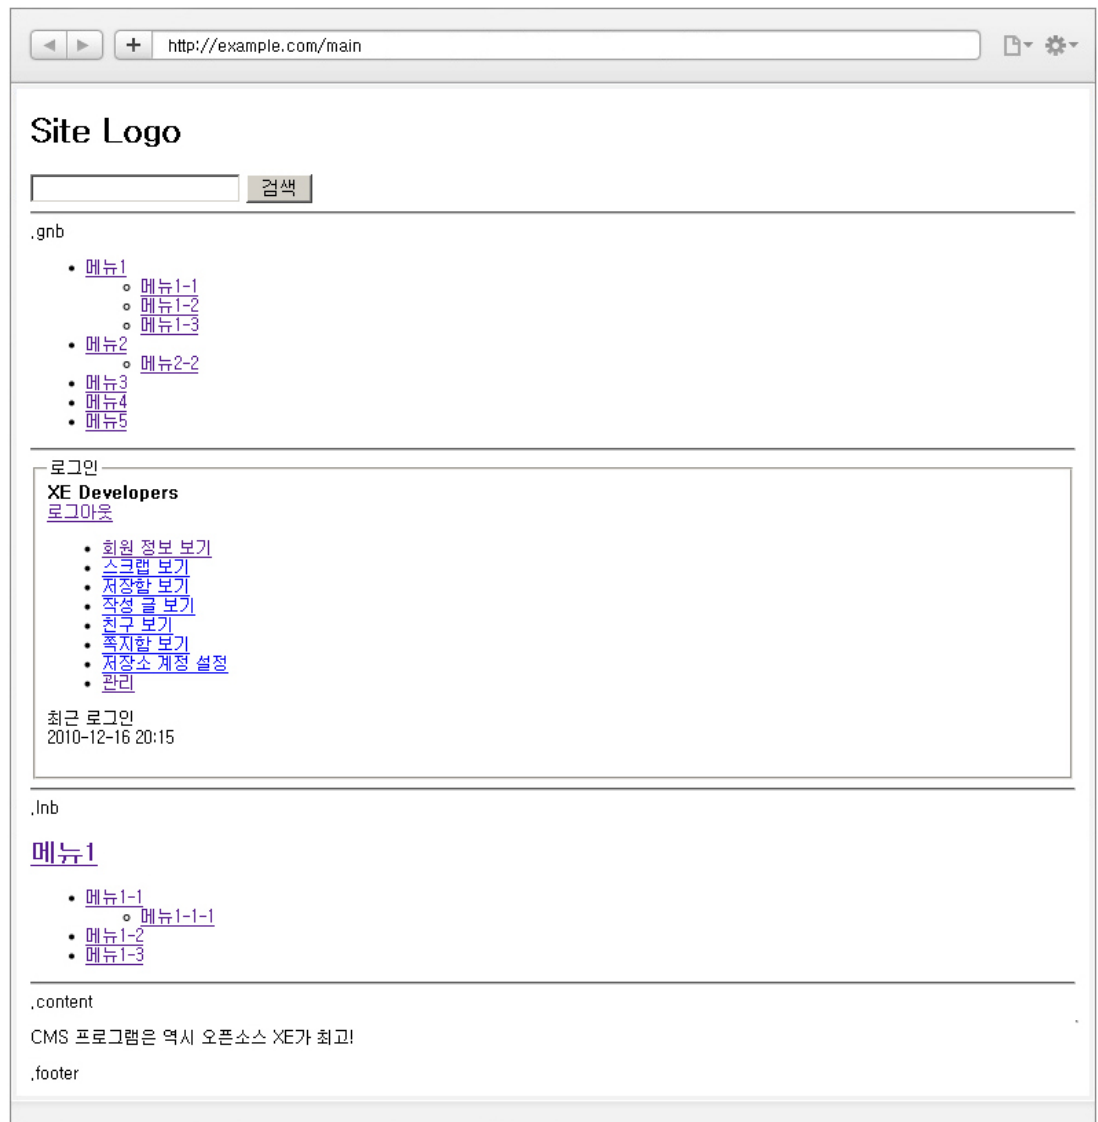 http://example.com/main
Site Logo
검색
.gnb
메뉴1
메뉴1-1
메뉴1-2
메뉴1-3
메뉴2
메뉴2-2
메뉴3
메뉴4
메뉴5
로그인
XE Developers
로그아웃
회원 정보 보기
스크랩 보기
저장함 보기
작성 글 보기
친구 보기
쪽지함 보기
저장소 계정 설정
관리
최근 로그인
2010-12-16 20:15
.lnb
메뉴1
메뉴1-1
메뉴1-1-1
메뉴1-2
메뉴1-3
.content
CMS 프로그램은 역시 오픈소스 XE가 최고!
.footer